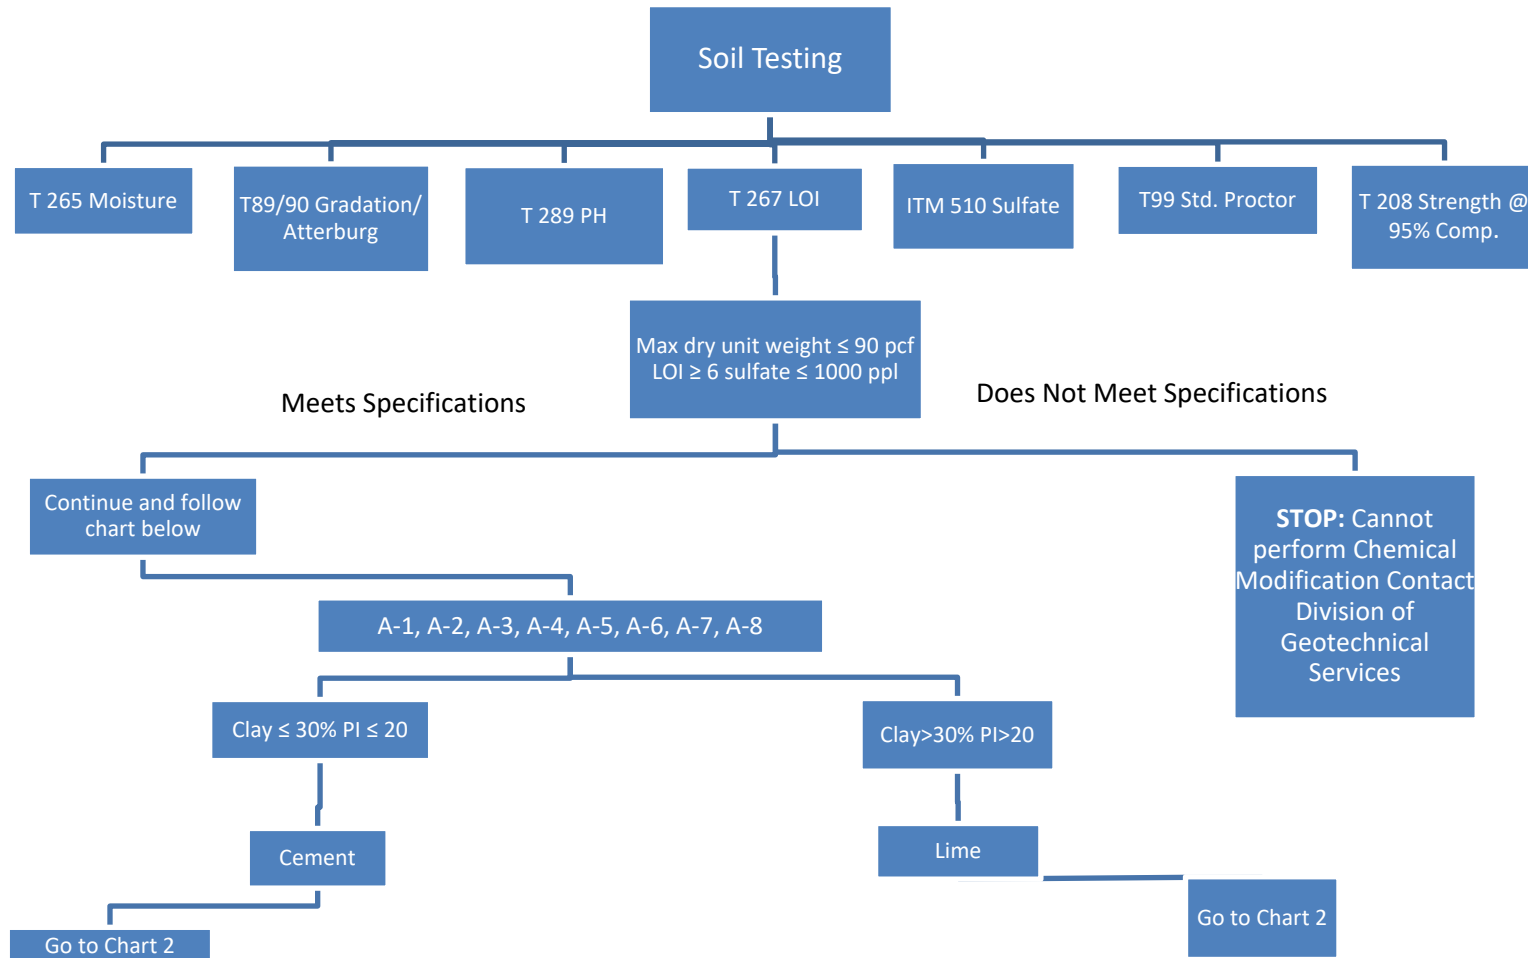 Soil Testing
T 265 Moisture
T89/90 Gradation/
Atterburg
T 289 PH
T 267 LOI
ITM 510 Sulfate
T99 Std. Proctor
T 208 Strength @
95% Comp.
Max dry unit weight ≤ 90 pcf
LOI ≥ 6 sulfate ≤ 1000 ppl
Meets Specifications
Does Not Meet Specifications
Continue and follow
chart below
STOP: Cannot
perform Chemical
Modification Contact
Division of
Geotechnical
Services
A-1, A-2, A-3, A-4, A-5, A-6, A-7, A-8
Clay ≤ 30% PI ≤ 20
Clay>30% PI>20
Cement
Lime
Go to Chart 2
Go to Chart 2